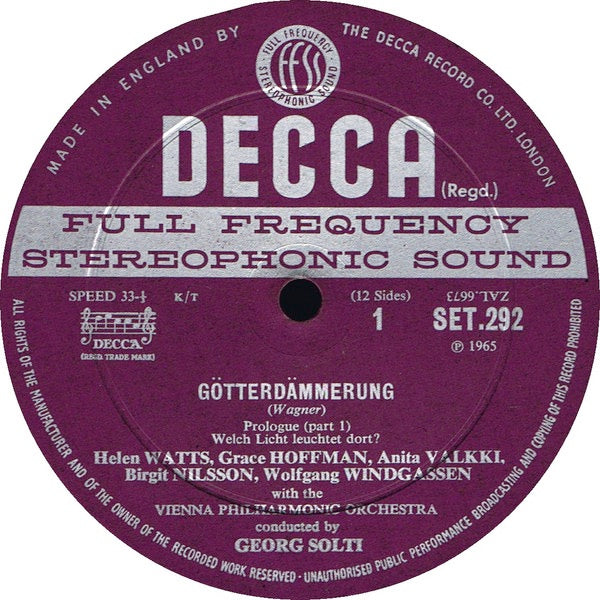 MADE IN ENGLAND BY
THE DECCA RECORD CO. LTD. LONDON
FULL FREQUENCY
ffss
STEREOPHONIC SOUND
DECCA
(Regd.)
FULL FREQUENCY
STEREOPHONIC SOUND
SPEED 33-⅓ K/T (12 Sides) ZAL.6673
DECCA
(REGD. TRADE MARK)
1 SET.292
℗ 1965
GÖTTERDÄMMERUNG
(Wagner)
Prologue (part 1)
Welch Licht leuchtet dort?
Helen WATTS, Grace HOFFMAN, Anita VALKKI,
Birgit NILSSON, Wolfgang WINDGASSEN
with the
VIENNA PHILHARMONIC ORCHESTRA
conducted by
GEORG SOLTI
ALL RIGHTS OF THE MANUFACTURER AND OF THE OWNER OF THE RECORDED WORK RESERVED · UNAUTHORISED PUBLIC PERFORMANCE BROADCASTING AND COPYING OF THIS RECORD PROHIBITED